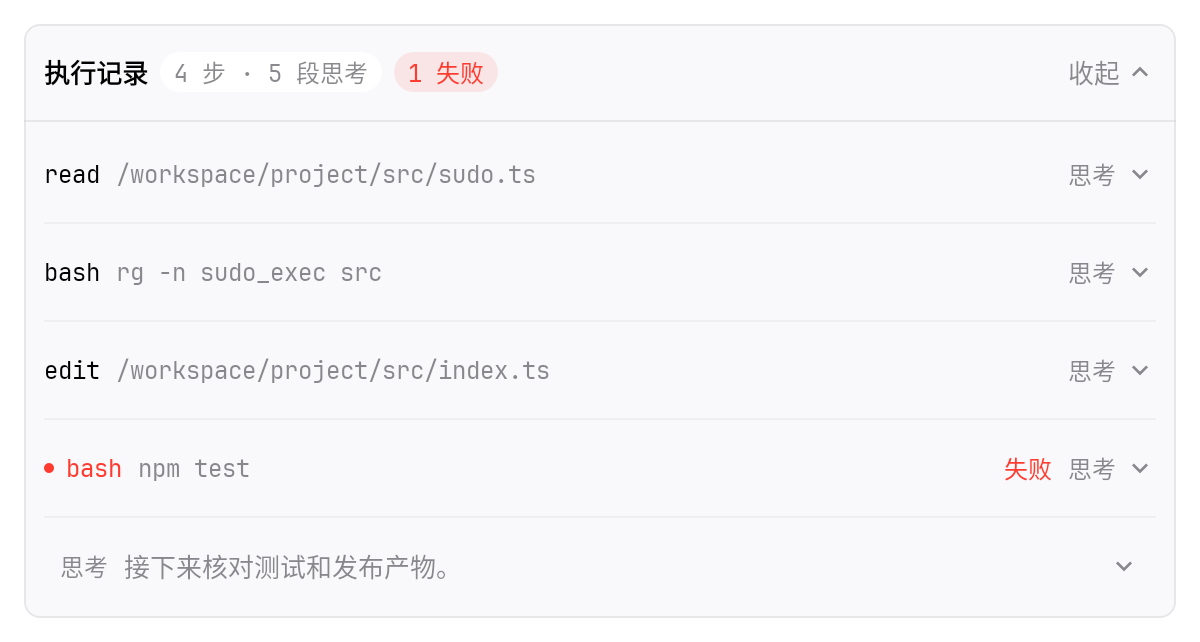 执行记录 4 步 · 5 段思考 1 失败 收起
read /workspace/project/src/sudo.ts 思考
bash rg -n sudo_exec src 思考
edit /workspace/project/src/index.ts 思考
bash npm test 失败 思考
思考 接下来核对测试和发布产物。